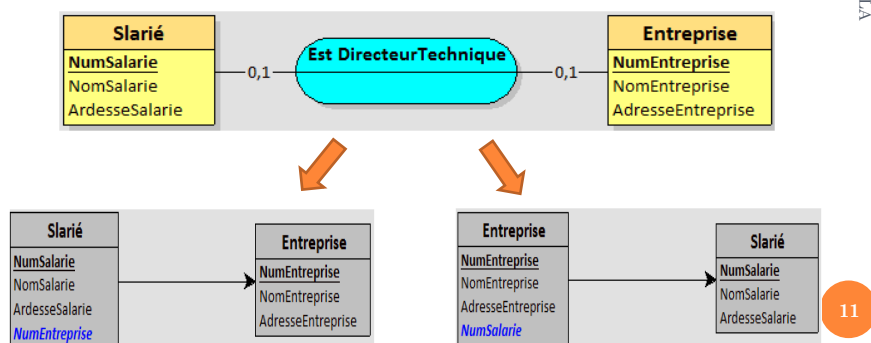 LA
Slarié
NumSalarie
NomSalarie
ArdesseSalarie
0,1
Est DirecteurTechnique
0,1
Entreprise
NumEntreprise
NomEntreprise
AdresseEntreprise
Slarié
NumSalarie
NomSalarie
ArdesseSalarie
NumEntreprise
Entreprise
NumEntreprise
NomEntreprise
AdresseEntreprise
Entreprise
NumEntreprise
NomEntreprise
AdresseEntreprise
NumSalarie
Slarié
NumSalarie
NomSalarie
ArdesseSalarie
11